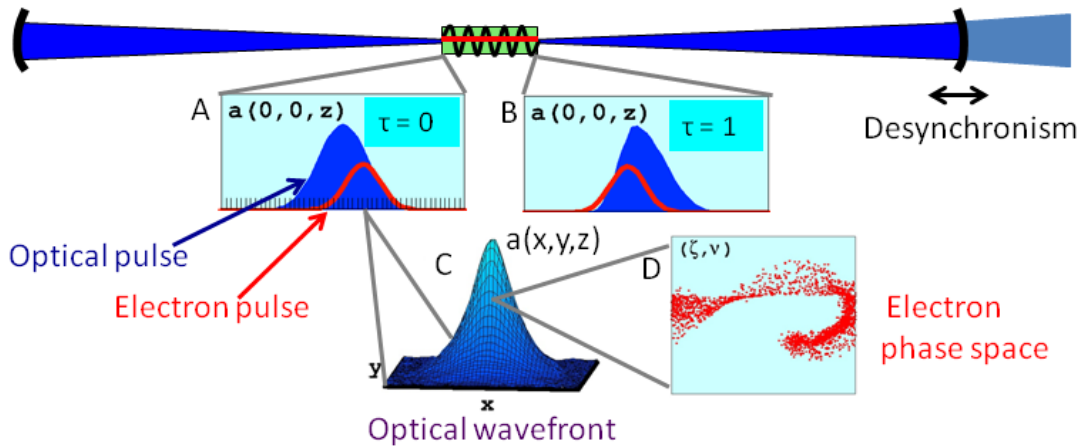 A
a(0,0,z)
τ = 0
B
a(0,0,z)
τ = 1
Desynchronism
Optical pulse
Electron pulse
C
a(x,y,z)
D
(ζ,ν)
Electron
phase space
y
x
Optical wavefront